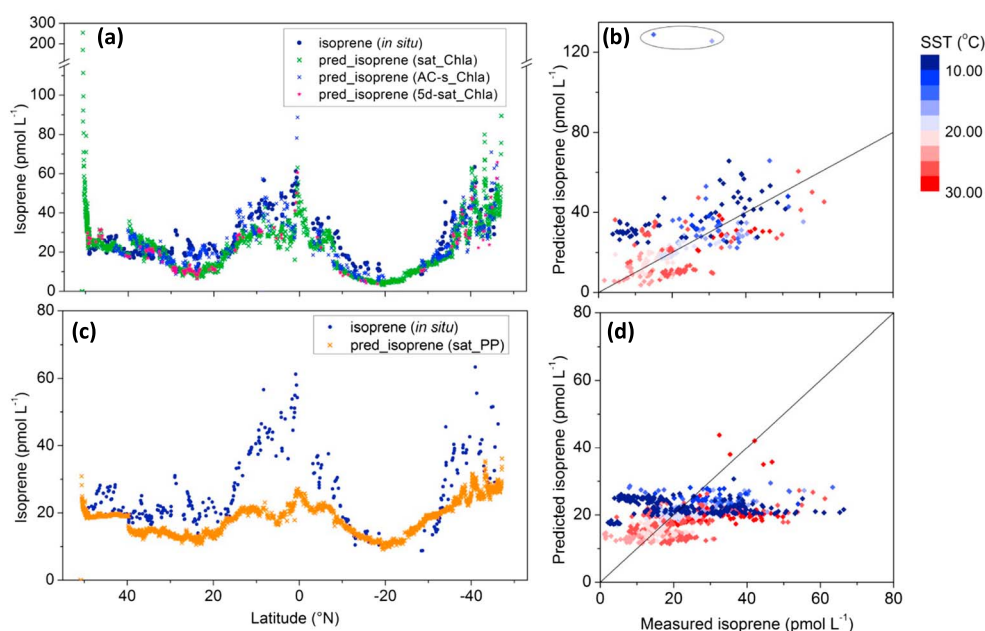 (a)
isoprene (in situ)
pred_isoprene (sat_Chla)
pred_isoprene (AC-s_Chla)
pred_isoprene (5d-sat_Chla)
300
200
100
80
60
40
20
0
Isoprene (pmol L⁻¹)
(b)
120
80
40
0
Predicted isoprene (pmol L⁻¹)
SST (°C)
10.00
20.00
30.00
(c)
isoprene (in situ)
pred_isoprene (sat_PP)
80
60
40
20
0
Isoprene (pmol L⁻¹)
40
20
0
-20
-40
Latitude (°N)
(d)
80
60
40
20
0
Predicted isoprene (pmol L⁻¹)
0
20
40
60
80
Measured isoprene (pmol L⁻¹)